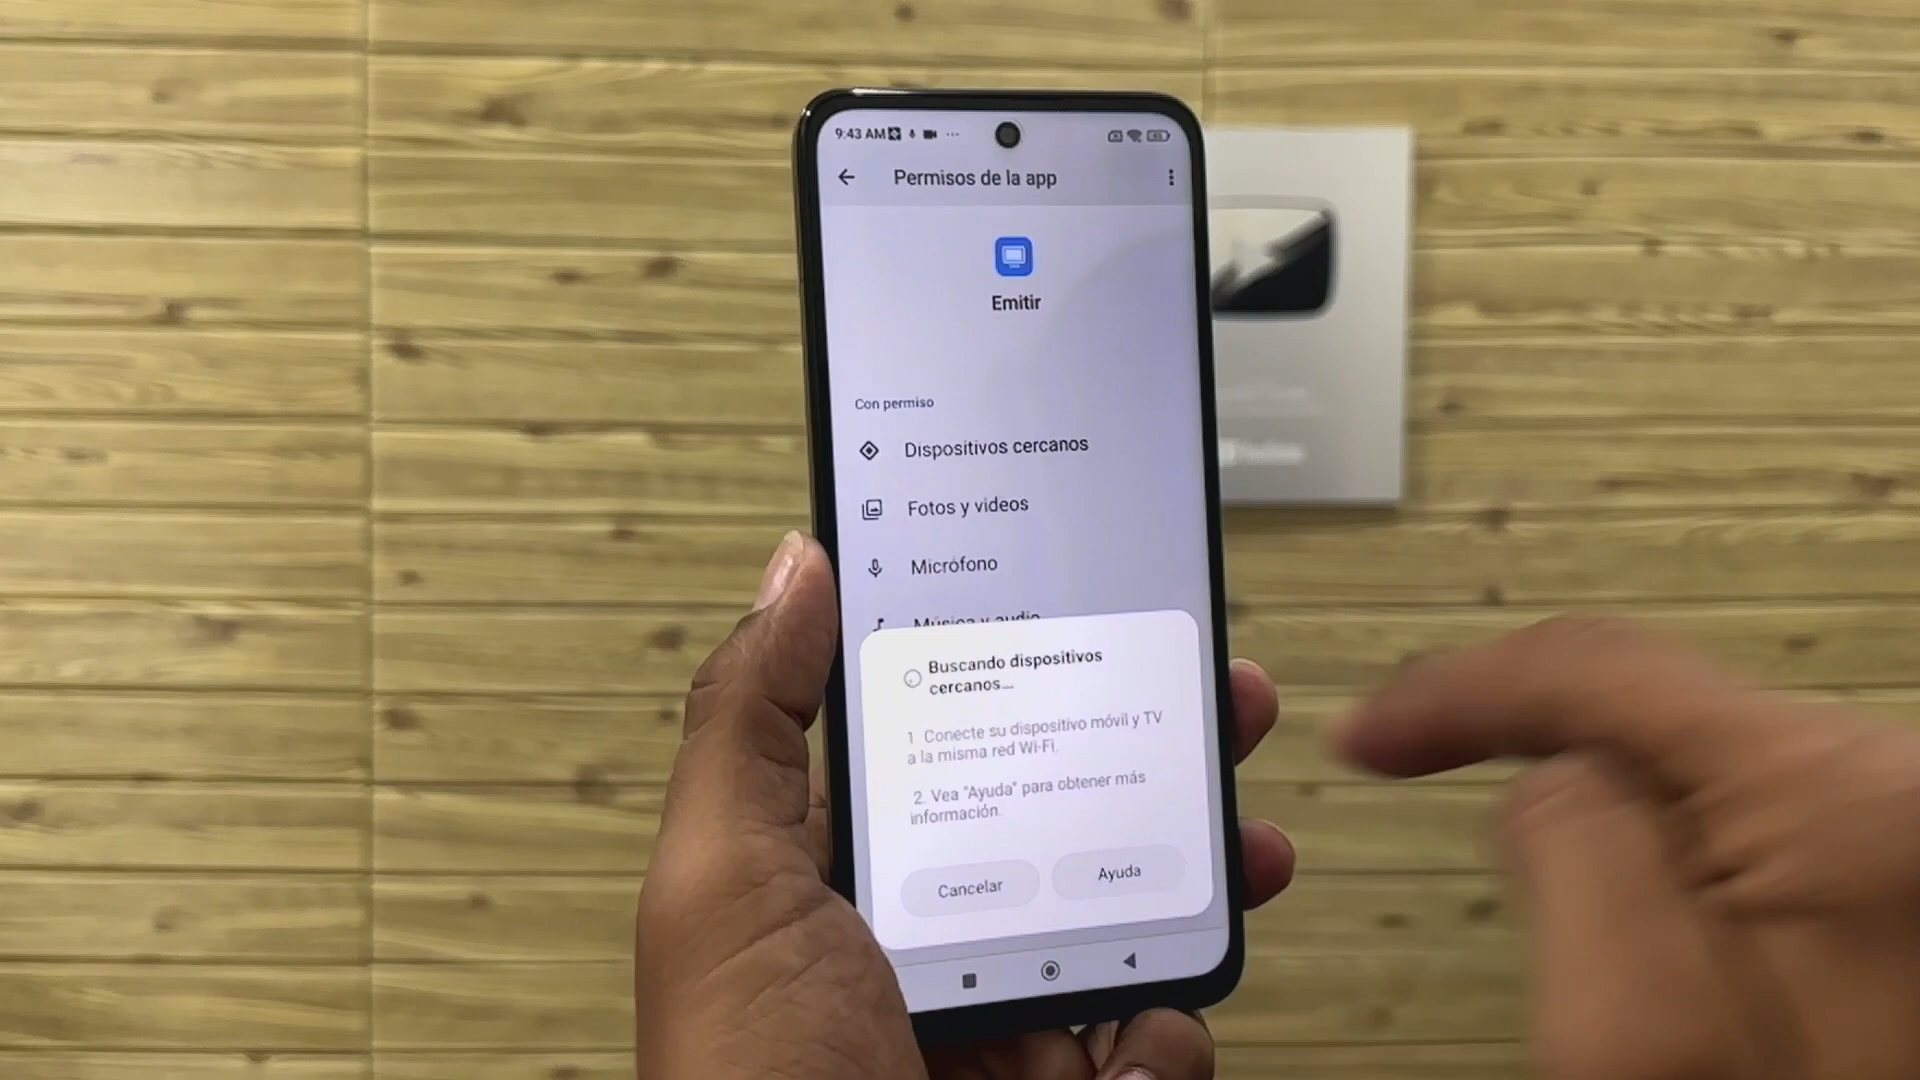 9:43 AM
Permisos de la app
Emitir
Con permiso
Dispositivos cercanos
Fotos y videos
Micrófono
Música y audio
Buscando dispositivos
cercanos...
1 Conecte su dispositivo móvil y TV
a la misma red Wi-Fi.
2. Vea "Ayuda" para obtener más
información.
Cancelar
Ayuda